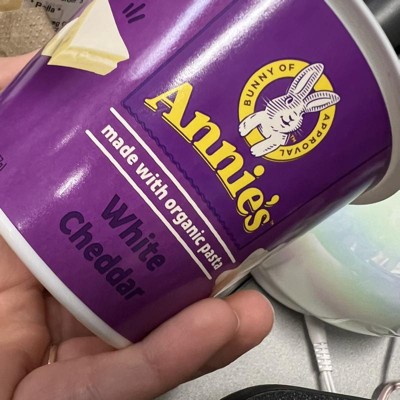 BUNNY OF
APPROVAL
Annie's
made with organic pasta
White
Cheddar